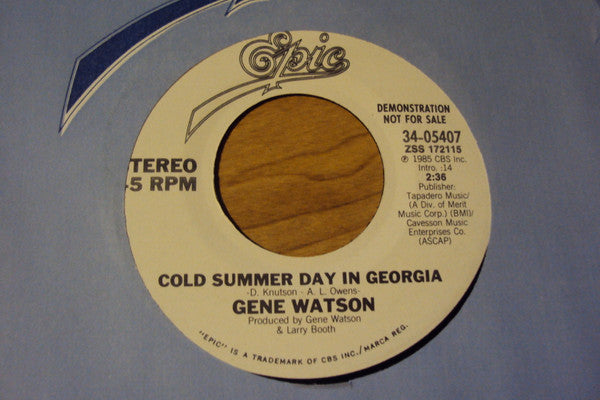 Epic
DEMONSTRATION
NOT FOR SALE
34-05407
ZSS 172115
℗ 1985 CBS Inc.
Intro. :14
2:36
Publisher:
Tapadero Music/
(A Div. of Merit
Music Corp.) (BMI)/
Cavesson Music
Enterprises Co.
(ASCAP)
TEREO
5 RPM
COLD SUMMER DAY IN GEORGIA
-D. Knutson - A. L. Owens-
GENE WATSON
Produced by Gene Watson
& Larry Booth
"EPIC" IS A TRADEMARK OF CBS INC./MARCA REG.